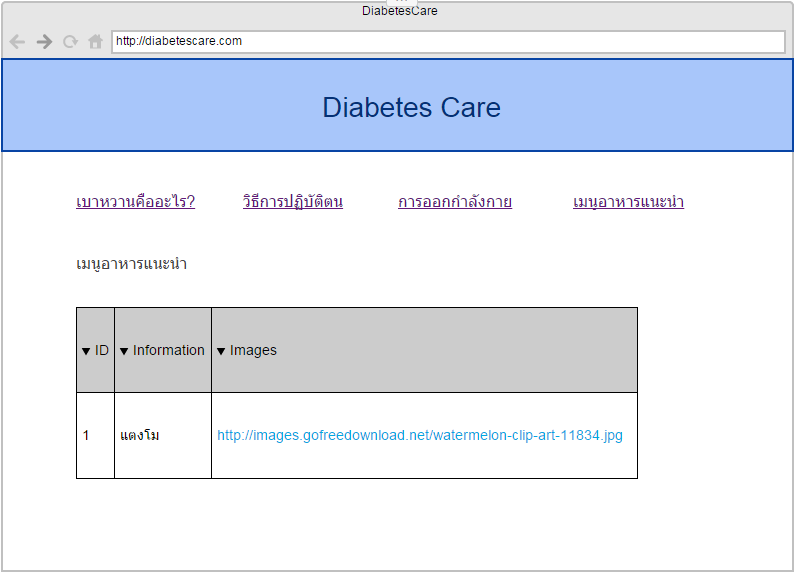 DiabetesCare
http://diabetescare.com
Diabetes Care
เบาหวานคืออะไร? วิธีการปฏิบัติตน การออกกำลังกาย เมนูอาหารแนะนำ
เมนูอาหารแนะนำ
▼ ID ▼ Information ▼ Images
1 แตงโม http://images.gofreedownload.net/watermelon-clip-art-11834.jpg